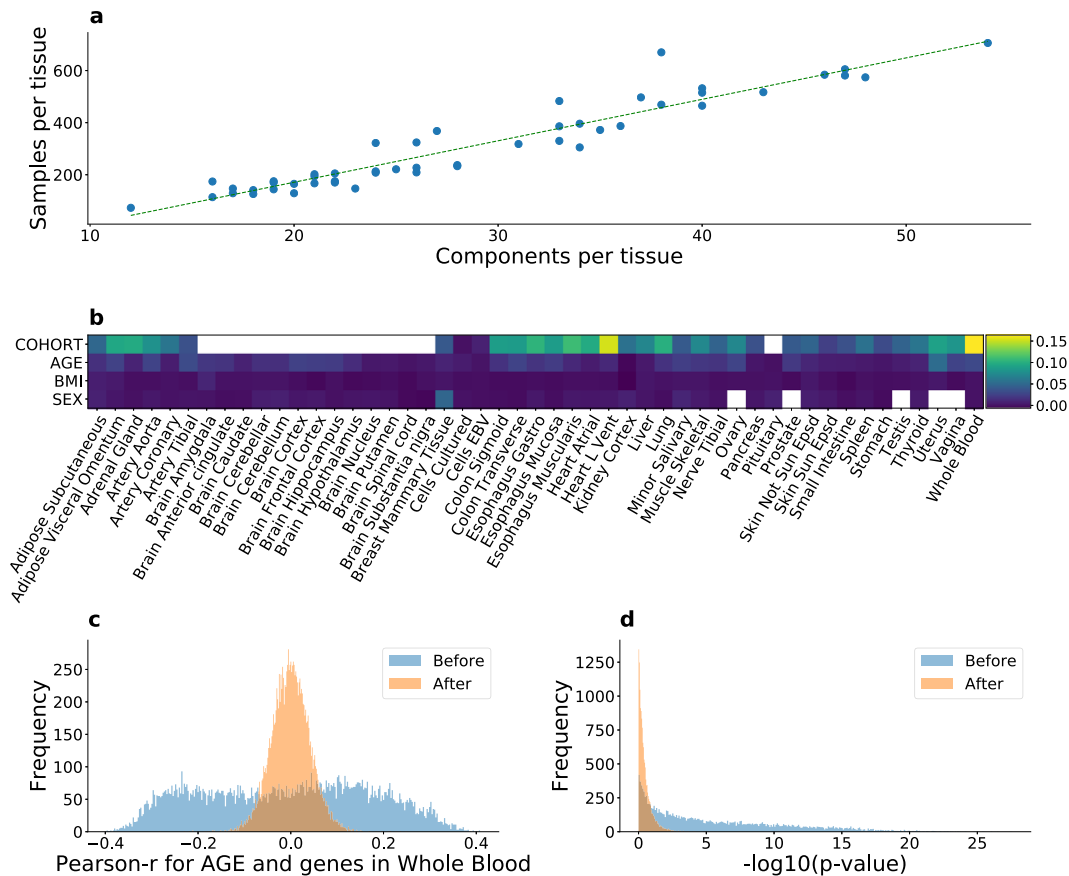 a
Samples per tissue
600
400
200
10 20 30 40 50
Components per tissue
b
COHORT
AGE
BMI
SEX
0.15
0.10
0.05
0.00
Adipose Subcutaneous
Adipose Visceral Omentum
Adrenal Gland
Artery Aorta
Artery Coronary
Artery Tibial
Brain Amygdala
Brain Anterior cingulate
Brain Caudate
Brain Cerebellar
Brain Cerebellum
Brain Cortex
Brain Frontal Cortex
Brain Hippocampus
Brain Hypothalamus
Brain Nucleus
Brain Putamen
Brain Spinal cord
Brain Substantia nigra
Breast Mammary Tissue
Cells Cultured
Cells EBV
Colon Sigmoid
Colon Transverse
Esophagus Gastro
Esophagus Mucosa
Esophagus Muscularis
Heart Atrial
Heart L Vent
Kidney Cortex
Liver
Lung
Minor Salivary
Muscle Skeletal
Nerve Tibial
Ovary
Pancreas
Pituitary
Prostate
Skin Not Sun Epsd
Skin Sun Epsd
Small Intestine
Spleen
Stomach
Testis
Thyroid
Uterus
Vagina
Whole Blood
c
Frequency
250
200
150
100
50
0
Before
After
−0.4 −0.2 0.0 0.2 0.4
Pearson-r for AGE and genes in Whole Blood
d
Frequency
1250
1000
750
500
250
0
Before
After
0 5 10 15 20 25
-log10(p-value)